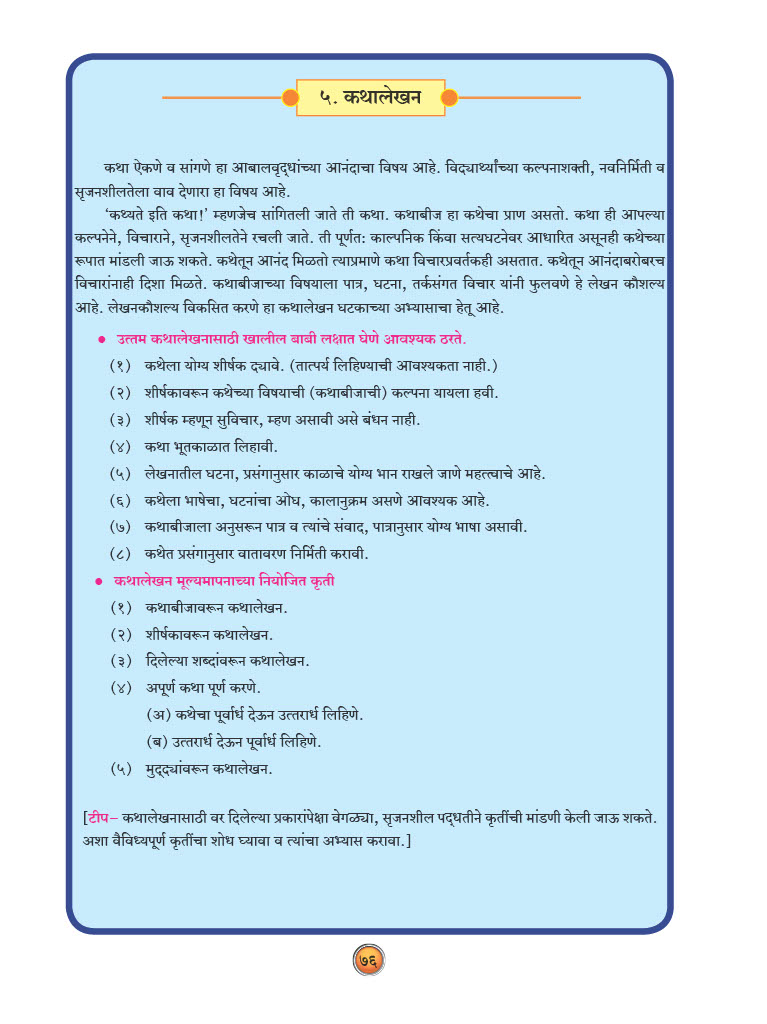 ५. कथालेखन
कथा ऐकणे व सांगणे हा आबालवृद्धांच्या आनंदाचा विषय आहे. विद्यार्थ्यांच्या कल्पनाशक्ती, नवनिर्मिती व
सृजनशीलतेला वाव देणारा हा विषय आहे.
‘कथ्यते इति कथा!’ म्हणजेच सांगितली जाते ती कथा. कथाबीज हा कथेचा प्राण असतो. कथा ही आपल्या
कल्पनेने, विचाराने, सृजनशीलतेने रचली जाते. ती पूर्णत: काल्पनिक किंवा सत्यघटनेवर आधारित असूनही कथेच्या
रूपात मांडली जाऊ शकते. कथेतून आनंद मिळतो त्याप्रमाणे कथा विचारप्रवर्तकही असतात. कथेतून आनंदाबरोबरच
विचारांनाही दिशा मिळते. कथाबीजाच्या विषयाला पात्र, घटना, तर्कसंगत विचार यांनी फुलवणे हे लेखन कौशल्य
आहे. लेखनकौशल्य विकसित करणे हा कथालेखन घटकाच्या अभ्यासाचा हेतू आहे.
● उत्तम कथालेखनासाठी खालील बाबी लक्षात घेणे आवश्यक ठरते.
(१) कथेला योग्य शीर्षक द्यावे. (तात्पर्य लिहिण्याची आवश्यकता नाही.)
(२) शीर्षकावरून कथेच्या विषयाची (कथाबीजाची) कल्पना यायला हवी.
(३) शीर्षक म्हणून सुविचार, म्हण असावी असे बंधन नाही.
(४) कथा भूतकाळात लिहावी.
(५) लेखनातील घटना, प्रसंगानुसार काळाचे योग्य भान राखले जाणे महत्त्वाचे आहे.
(६) कथेला भाषेचा, घटनांचा ओघ, कालानुक्रम असणे आवश्यक आहे.
(७) कथाबीजाला अनुसरून पात्र व त्यांचे संवाद, पात्रानुसार योग्य भाषा असावी.
(८) कथेत प्रसंगानुसार वातावरण निर्मिती करावी.
● कथालेखन मूल्यमापनाच्या नियोजित कृती
(१) कथाबीजावरून कथालेखन.
(२) शीर्षकावरून कथालेखन.
(३) दिलेल्या शब्दांवरून कथालेखन.
(४) अपूर्ण कथा पूर्ण करणे.
(अ) कथेचा पूर्वार्ध देऊन उत्तरार्ध लिहिणे.
(ब) उत्तरार्ध देऊन पूर्वार्ध लिहिणे.
(५) मुद्द्यांवरून कथालेखन.
[टीप– कथालेखनासाठी वर दिलेल्या प्रकारांपेक्षा वेगळ्या, सृजनशील पद्धतीने कृतींची मांडणी केली जाऊ शकते.
अशा वैविध्यपूर्ण कृतींचा शोध घ्यावा व त्यांचा अभ्यास करावा.]
७६